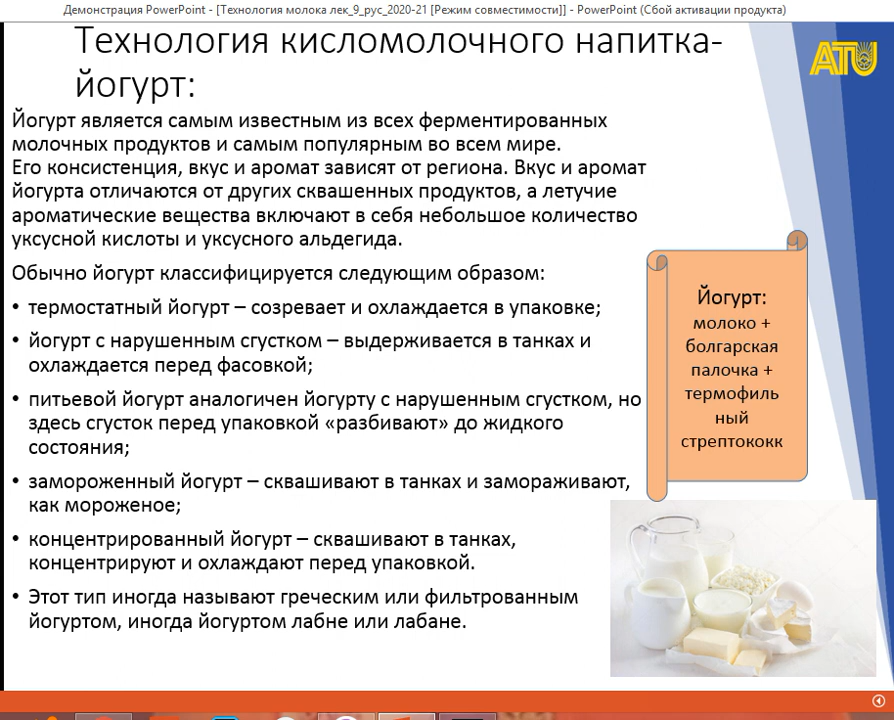 Демонстрация PowerPoint - [Технология молока лек_9_рус_2020-21 [Режим совместимости]] - PowerPoint (Сбой активации продукта)
Технология кисломолочного напитка-
йогурт:
ATU
Йогурт является самым известным из всех ферментированных
молочных продуктов и самым популярным во всем мире.
Его консистенция, вкус и аромат зависят от региона. Вкус и аромат
йогурта отличаются от других сквашенных продуктов, а летучие
ароматические вещества включают в себя небольшое количество
уксусной кислоты и уксусного альдегида.
Обычно йогурт классифицируется следующим образом:
• термостатный йогурт – созревает и охлаждается в упаковке;
• йогурт с нарушенным сгустком – выдерживается в танках и
охлаждается перед фасовкой;
• питьевой йогурт аналогичен йогурту с нарушенным сгустком, но
здесь сгусток перед упаковкой «разбивают» до жидкого
состояния;
• замороженный йогурт – сквашивают в танках и замораживают,
как мороженое;
• концентрированный йогурт – сквашивают в танках,
концентрируют и охлаждают перед упаковкой.
• Этот тип иногда называют греческим или фильтрованным
йогуртом, иногда йогуртом лабне или лабане.
Йогурт:
молоко +
болгарская
палочка +
термофиль
ный
стрептококк